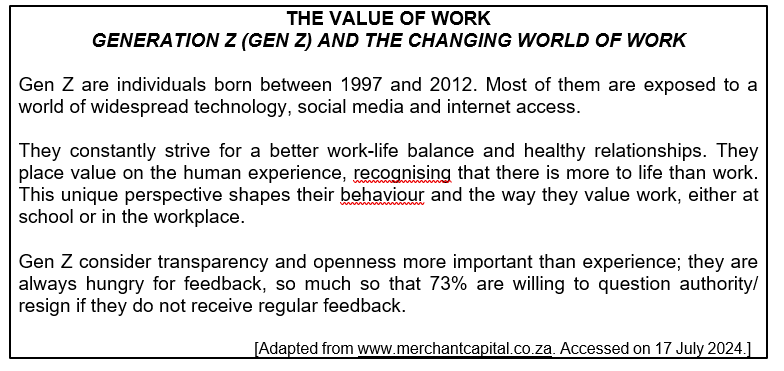 THE VALUE OF WORK
GENERATION Z (GEN Z) AND THE CHANGING WORLD OF WORK
Gen Z are individuals born between 1997 and 2012. Most of them are exposed to a
world of widespread technology, social media and internet access.
They constantly strive for a better work-life balance and healthy relationships. They
place value on the human experience, recognising that there is more to life than work.
This unique perspective shapes their behaviour and the way they value work, either at
school or in the workplace.
Gen Z consider transparency and openness more important than experience; they are
always hungry for feedback, so much so that 73% are willing to question authority/
resign if they do not receive regular feedback.
[Adapted from www.merchantcapital.co.za. Accessed on 17 July 2024.]